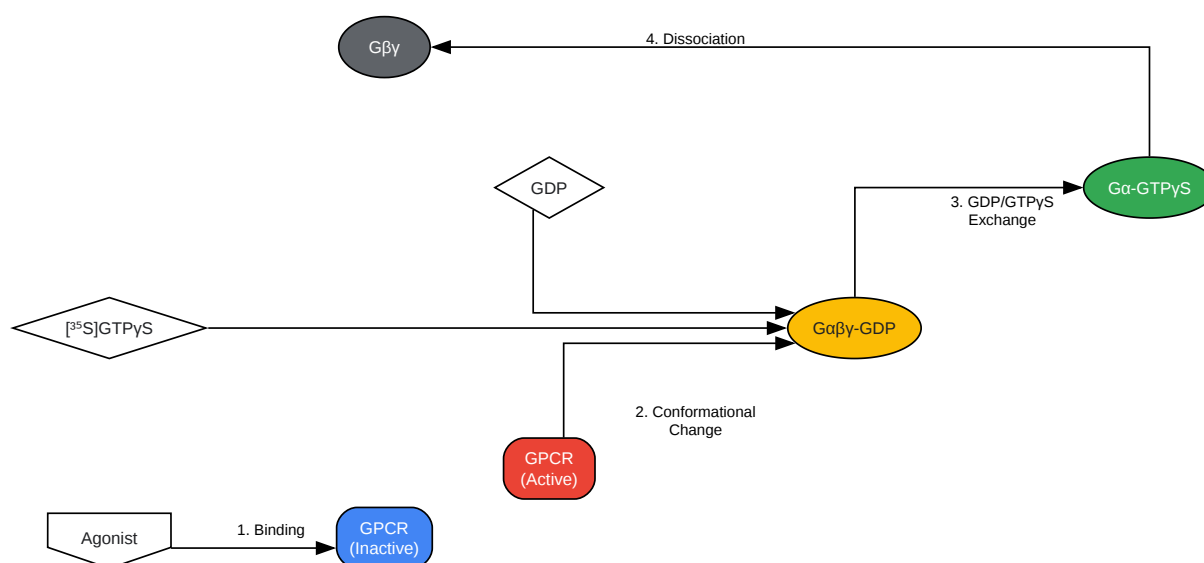 4. Dissociation
Gβγ
GDP
Gα-GTPγS
3. GDP/GTPγS
Exchange
[³⁵S]GTPγS
Gαβγ-GDP
2. Conformational
Change
GPCR
(Active)
Agonist
1. Binding
GPCR
(Inactive)